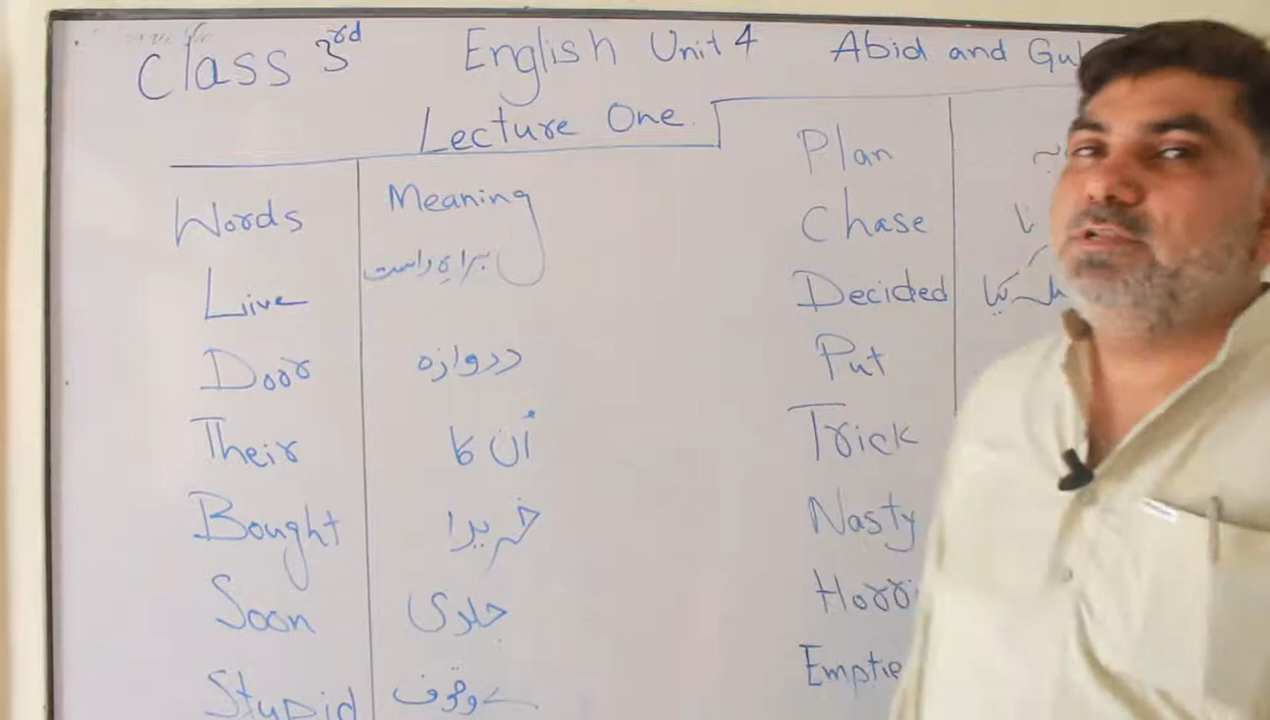 Class 3rd English Unit 4 Abid and Gul
Lecture One
Words Meaning
Live براہِ راست
Door دروازہ
Their اُن کا
Bought خریدا
Soon جلدی
Stupid بے وقوف
Plan
Chase
Decided
Put
Trick
Nasty
Horri
Emptie